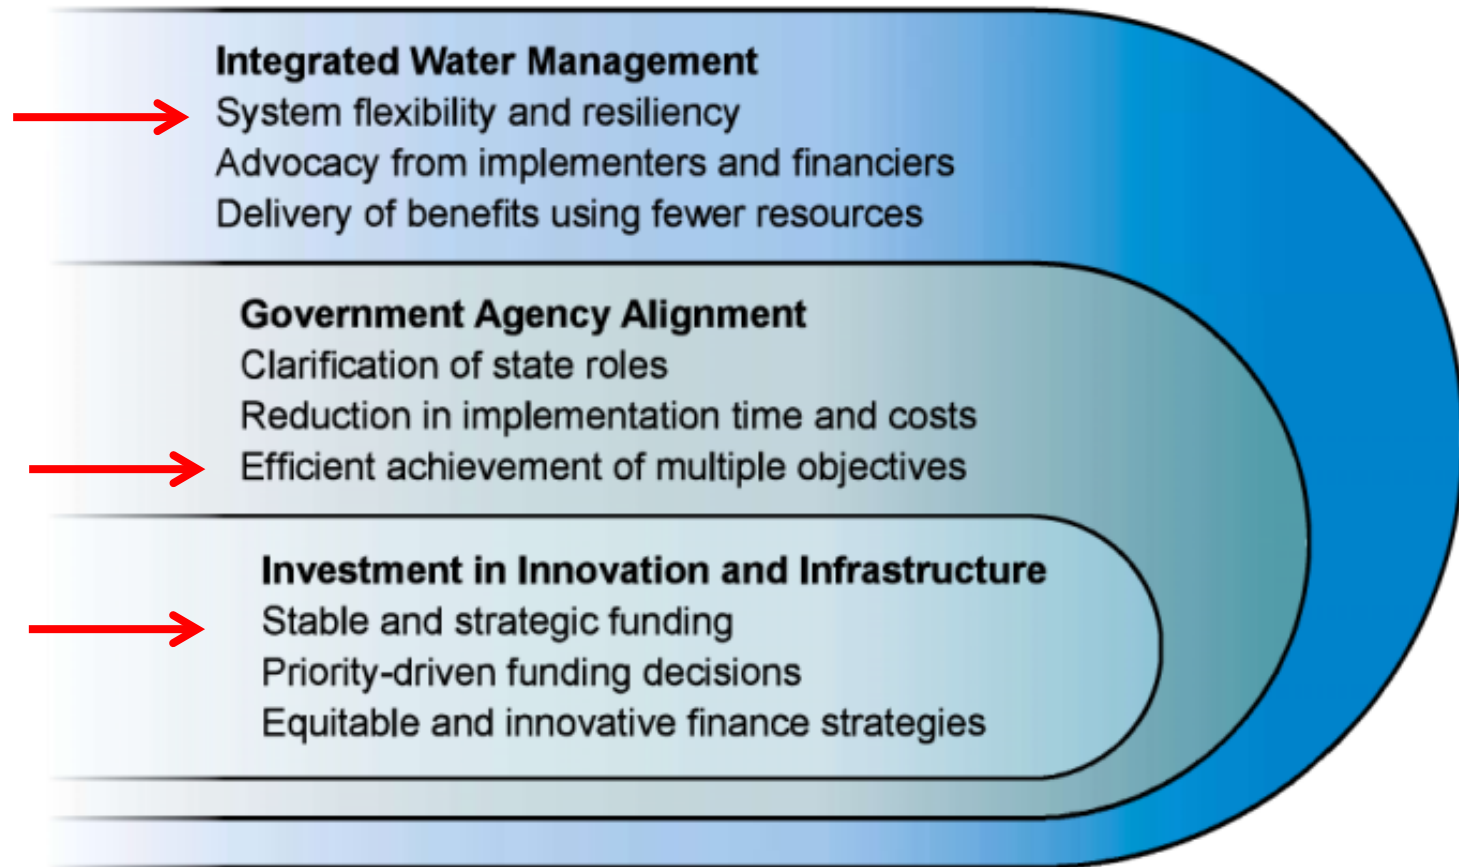 Integrated Water Management
System flexibility and resiliency
Advocacy from implementers and financiers
Delivery of benefits using fewer resources
Government Agency Alignment
Clarification of state roles
Reduction in implementation time and costs
Efficient achievement of multiple objectives
Investment in Innovation and Infrastructure
Stable and strategic funding
Priority-driven funding decisions
Equitable and innovative finance strategies